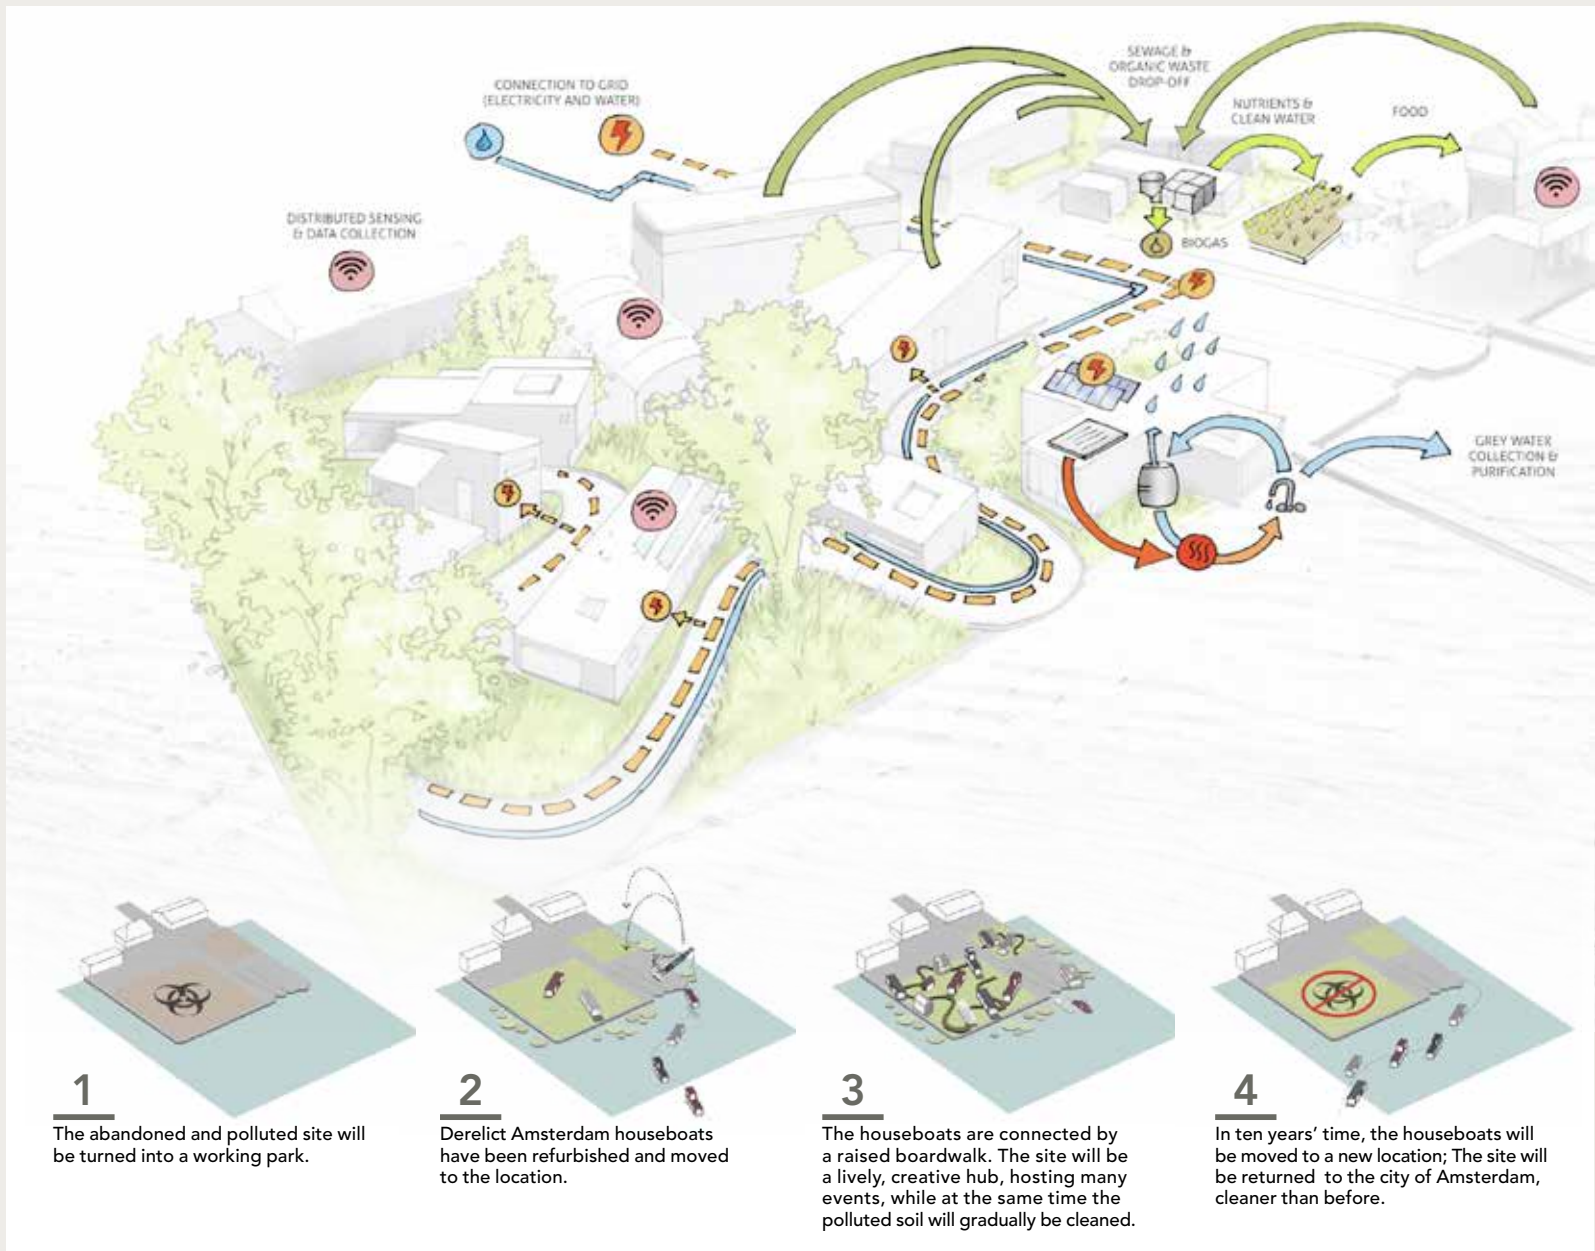 SEWAGE &
ORGANIC WASTE
DROP-OFF
CONNECTION TO GRID
(ELECTRICITY AND WATER)
NUTRIENTS &
CLEAN WATER
FOOD
DISTRIBUTED SENSING
& DATA COLLECTION
BIOGAS
GREY WATER
COLLECTION &
PURIFICATION
1
The abandoned and polluted site will
be turned into a working park.
2
Derelict Amsterdam houseboats
have been refurbished and moved
to the location.
3
The houseboats are connected by
a raised boardwalk. The site will be
a lively, creative hub, hosting many
events, while at the same time the
polluted soil will gradually be cleaned.
4
In ten years’ time, the houseboats will
be moved to a new location; The site will
be returned  to the city of Amsterdam,
cleaner than before.